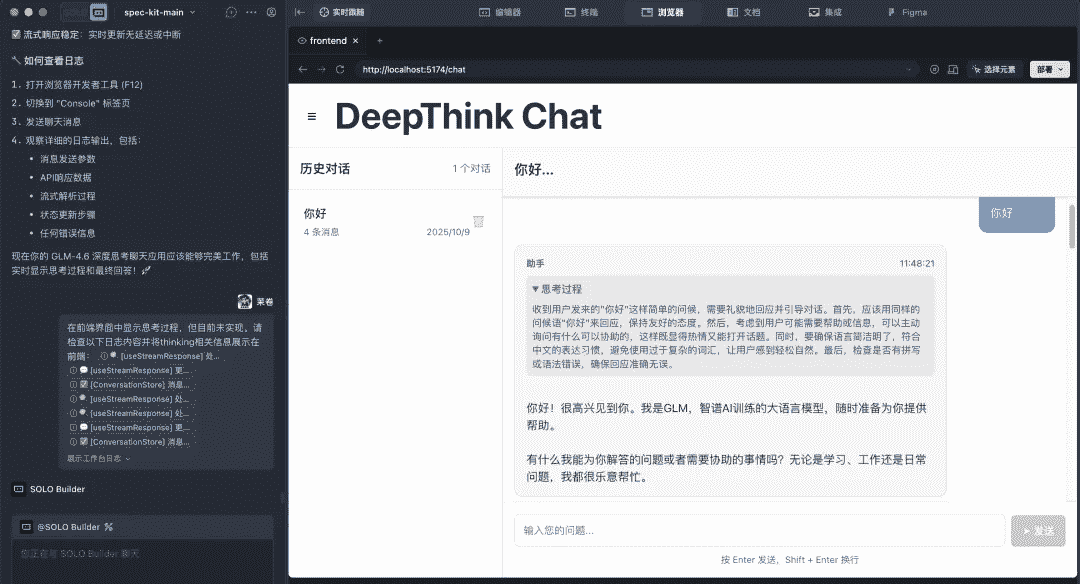 SOLO
spec-kit-main
实时跟随
编辑器
终端
浏览器
文档
集成
Figma
流式响应稳定: 实时更新无延迟或中断
如何查看日志
1. 打开浏览器开发者工具 (F12)
2. 切换到 "Console" 标签页
3. 发送聊天消息
4. 观察详细的日志输出，包括：
• 消息发送参数
• API响应数据
• 流式解析过程
• 状态更新步骤
• 任何错误信息
现在你的 GLM-4.6 深度思考聊天应用应该能够完美工作，包括
实时显示思考过程和最终回答！
菜卷
在前端界面中显示思考过程，但目前未实现。请
检查以下日志内容并将thinking相关信息展示在
前端： [useStreamResponse] 处...
[useStreamResponse] 更...
[ConversationStore] 消息...
[useStreamResponse] 处...
[useStreamResponse] 处...
[useStreamResponse] 更...
[ConversationStore] 消息...
展示工作台日志
SOLO Builder
@SOLO Builder
您正在与 SOLO Builder 聊天
frontend
http://localhost:5174/chat
选择元素
部署
DeepThink Chat
历史对话
1 个对话
你好
4 条消息
2025/10/9
你好...
你好
助手
11:48:21
▼思考过程
收到用户发来的"你好"这样简单的问候，需要礼貌地回应并引导对话。首先，应该用同样的
问候语"你好"来回应，保持友好的态度。然后，考虑到用户可能需要帮助或信息，可以主动
询问有什么可以协助的，这样既显得热情又能打开话题。同时，要确保语言简洁明了，符合
中文的表达习惯，避免使用过于复杂的词汇，让用户感到轻松自然。最后，检查是否有拼写
或语法错误，确保回应准确无误。
你好！很高兴见到你。我是GLM，智谱AI训练的大语言模型，随时准备为你提供
帮助。
有什么我能为你解答的问题或者需要协助的事情吗？无论是学习、工作还是日常
问题，我都很乐意帮忙。
输入您的问题...
发送
按 Enter 发送，Shift + Enter 换行